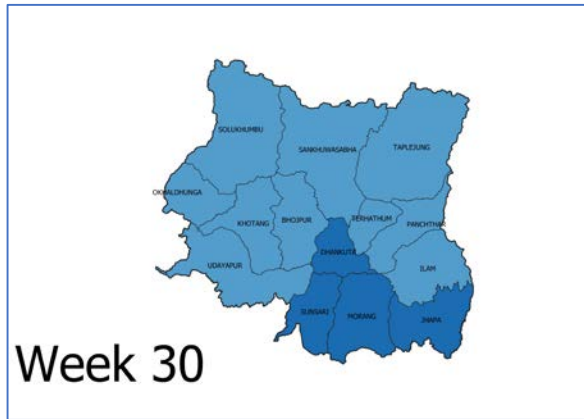 SOLUKHUMBU
SANKHUWASABHA
TAPLEJUNG
OKHALDHUNGA
KHOTANG
BHOJPUR
TERHATHUM
PANCHTHAR
DHANKUTA
UDAYAPUR
ILAM
SUNSARI
MORANG
JHAPA
Week 30